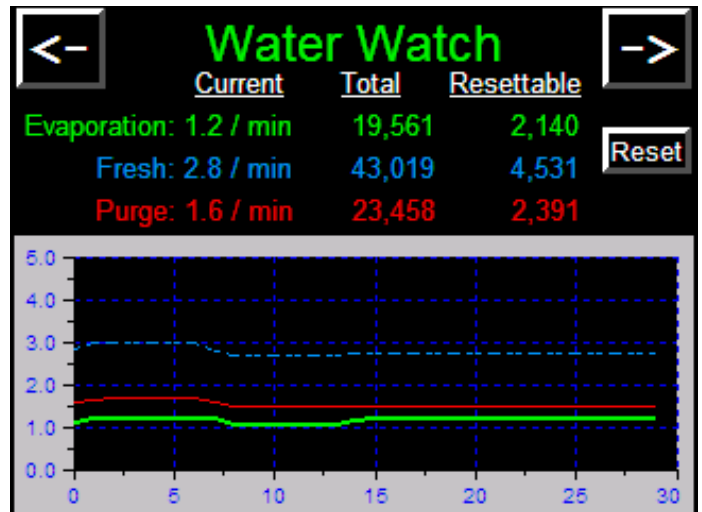 <- Water Watch ->
Current Total Resettable
Evaporation: 1.2 / min 19,561 2,140
Reset
Fresh: 2.8 / min 43,019 4,531
Purge: 1.6 / min 23,458 2,391
5.0
4.0
3.0
2.0
1.0
0.0
0 5 10 15 20 25 30